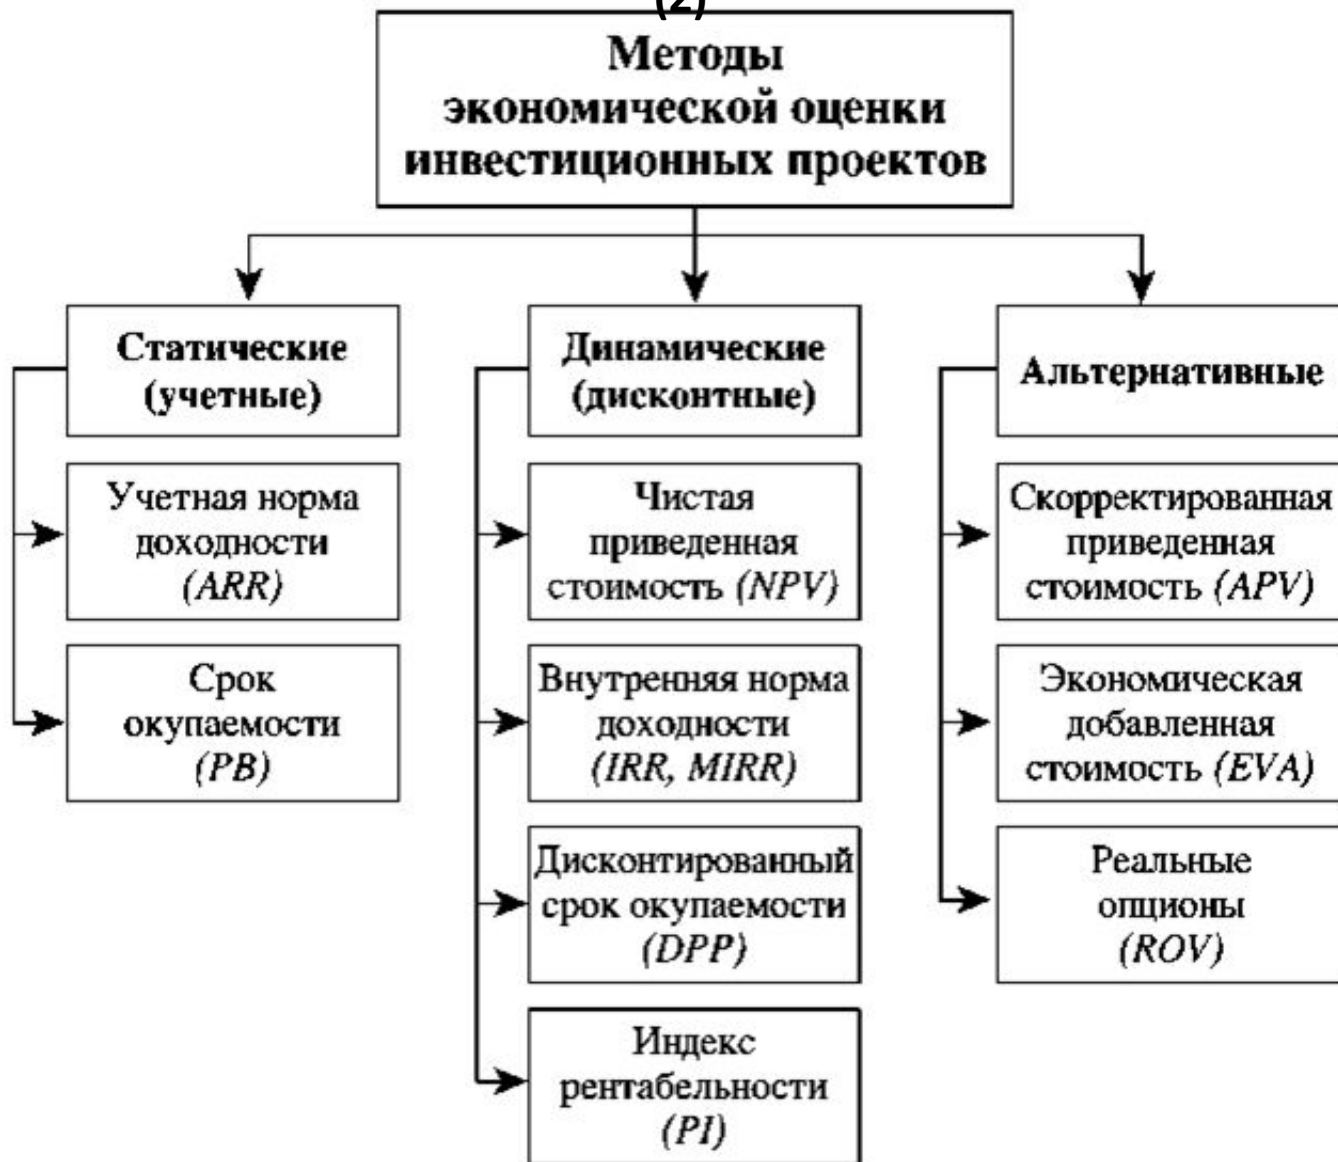 (2)
Методы
экономической оценки
инвестиционных проектов
Статические
(учетные)
Учетная норма
доходности
(ARR)
Срок
окупаемости
(PB)
Динамические
(дисконтные)
Чистая
приведенная
стоимость (NPV)
Внутренняя норма
доходности
(IRR, MIRR)
Дисконтированный
срок окупаемости
(DPP)
Индекс
рентабельности
(PI)
Альтернативные
Скорректированная
приведенная
стоимость (APV)
Экономическая
добавленная
стоимость (EVA)
Реальные
опционы
(ROV)